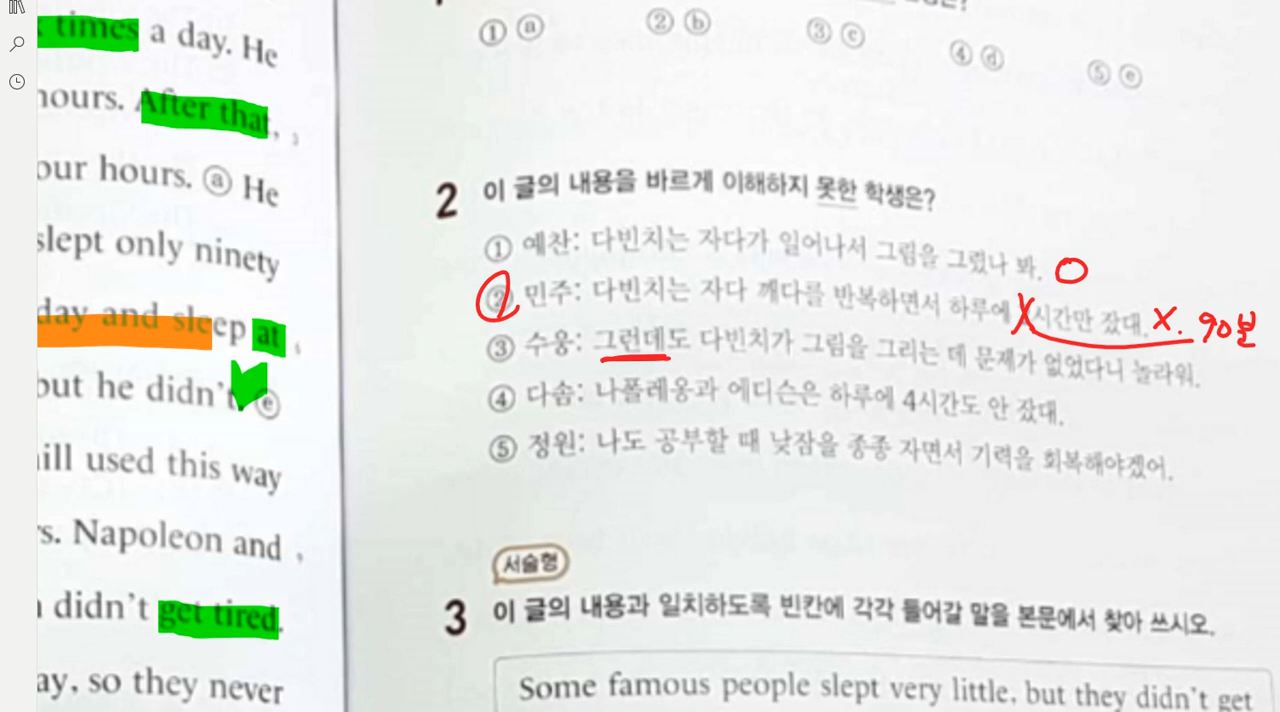 times a day. He
hours. After that,
our hours. ⓐ He
slept only ninety
day and sleep at
but he didn't. ⓔ
ill used this way
s. Napoleon and
didn't get tired.
ay, so they never
① ⓐ ② ⓑ ③ ⓒ ④ ⓓ ⑤ ⓔ
2 이 글의 내용을 바르게 이해하지 못한 학생은?
① 예찬: 다빈치는 자다가 일어나서 그림을 그렸나 봐. O
② 민주: 다빈치는 자다 깨다를 반복하면서 하루에 시간만 잤대. X. 90분
③ 수웅: 그런데도 다빈치가 그림을 그리는 데 문제가 없었다니 놀라워.
④ 다솜: 나폴레옹과 에디슨은 하루에 4시간도 안 잤대.
⑤ 정원: 나도 공부할 때 낮잠을 종종 자면서 기력을 회복해야겠어.
서술형
3 이 글의 내용과 일치하도록 빈칸에 각각 들어갈 말을 본문에서 찾아 쓰시오.
Some famous people slept very little, but they didn't get